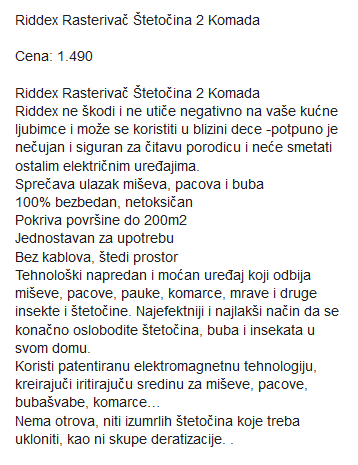 Riddex Rasterivač Štetočina 2 Komada
Cena: 1.490
Riddex Rasterivač Štetočina 2 Komada
Riddex ne škodi i ne utiče negativno na vaše kućne
ljubimce i može se koristiti u blizini dece -potpuno je
nečujan i siguran za čitavu porodicu i neće smetati
ostalim električnim uređajima.
Sprečava ulazak miševa, pacova i buba
100% bezbedan, netoksičan
Pokriva površine do 200m2
Jednostavan za upotrebu
Bez kablova, štedi prostor
Tehnološki napredan i moćan uređaj koji odbija
miševe, pacove, pauke, komarce, mrave i druge
insekte i štetočine. Najefektniji i najlakši način da se
konačno oslobodite štetočina, buba i insekata u
svom domu.
Koristi patentiranu elektromagnetnu tehnologiju,
kreirajući iritirajuću sredinu za miševe, pacove,
bubašvabe, komarce…
Nema otrova, niti izumrlih štetočina koje treba
ukloniti, kao ni skupe deratizacije. .